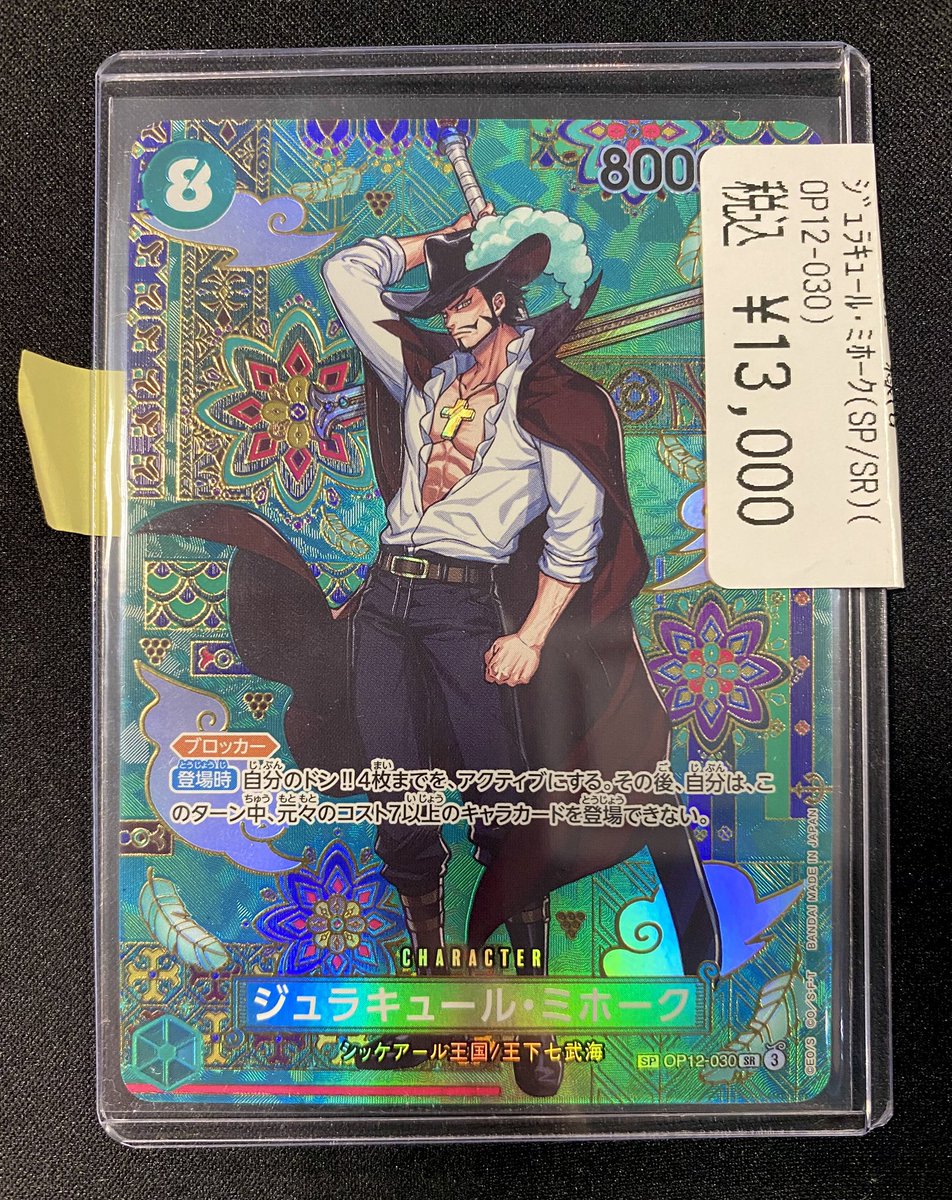 8
8000
ジュラキュール・ミホーク(SP/SR)(
OP12-030)
税込 ¥13,000
ブロッカー
登場時 自分のドン!!4枚までを、アクティブにする。その後、自分は、こ
のターン中、元々のコスト7以上のキャラカードを登場できない。
CHARACTER
ジュラキュール・ミホーク
シッケアール王国/王下七武海
SP OP12-030 SR 3
©E.O/S ©O/S・F・T BANDAI MADE IN JAPAN